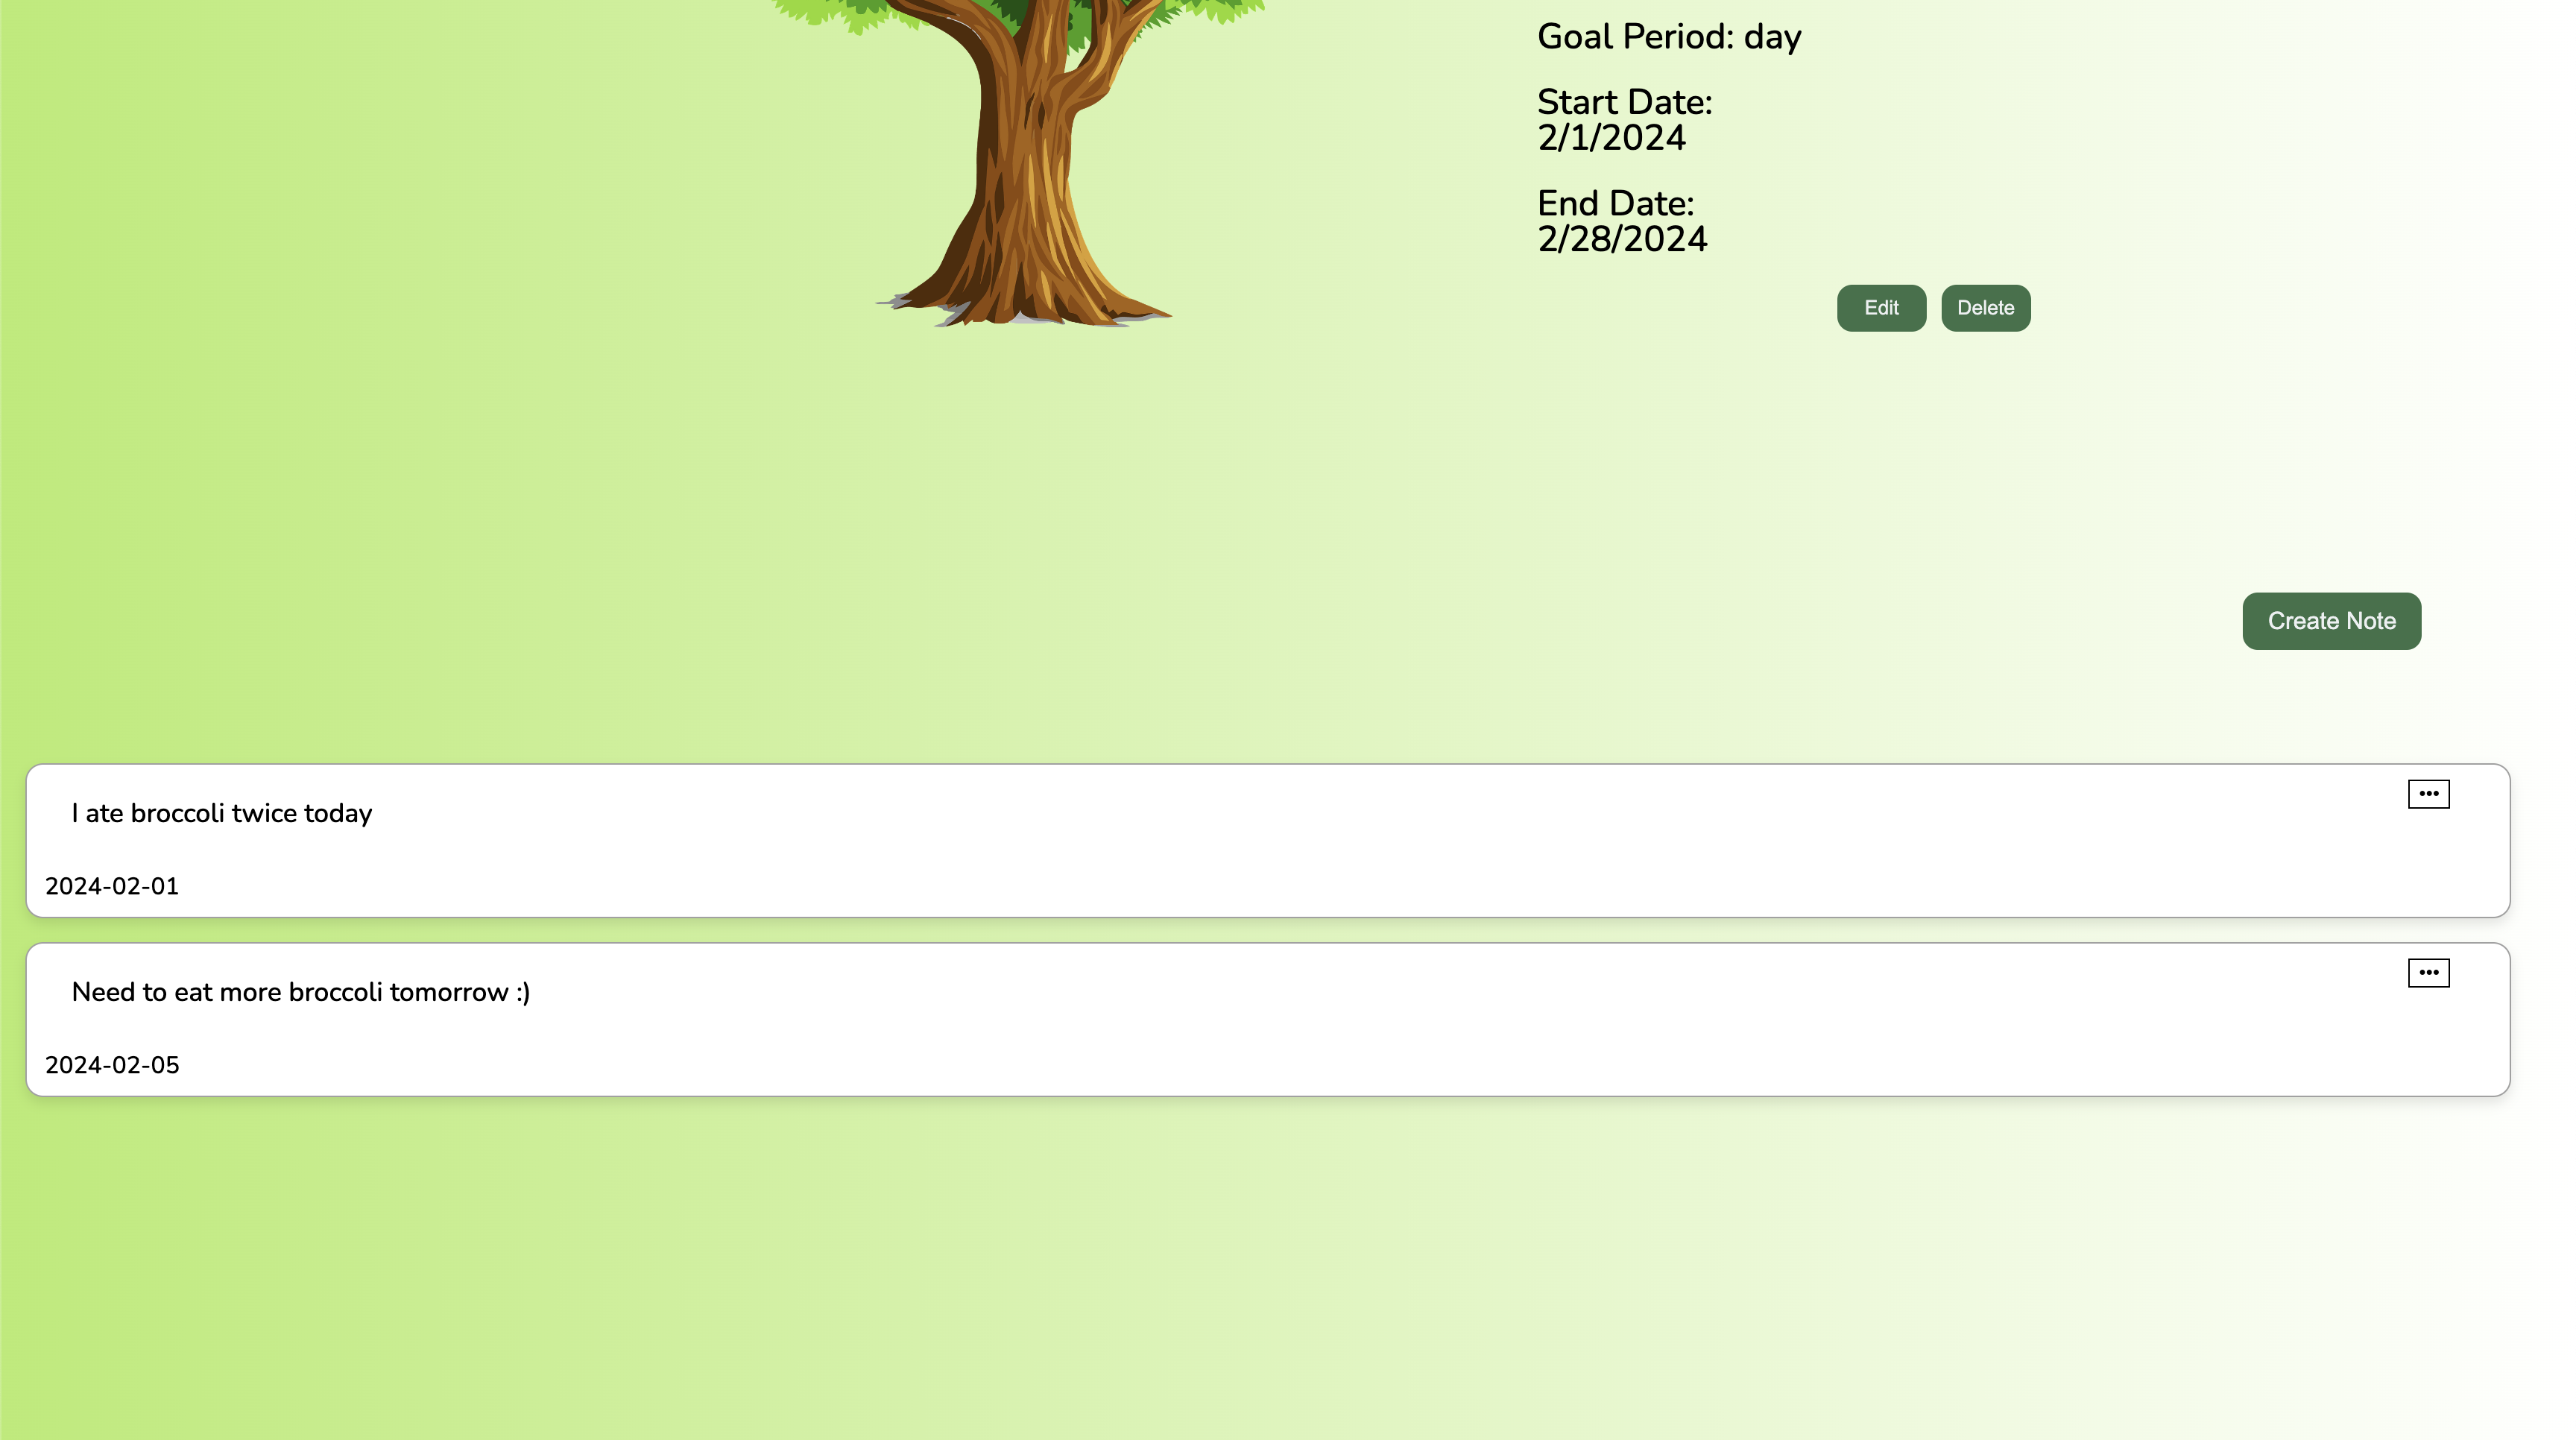 Goal Period: day
Start Date:
2/1/2024
End Date:
2/28/2024
Edit
Delete
Create Note
I ate broccoli twice today
•••
2024-02-01
Need to eat more broccoli tomorrow :)
•••
2024-02-05